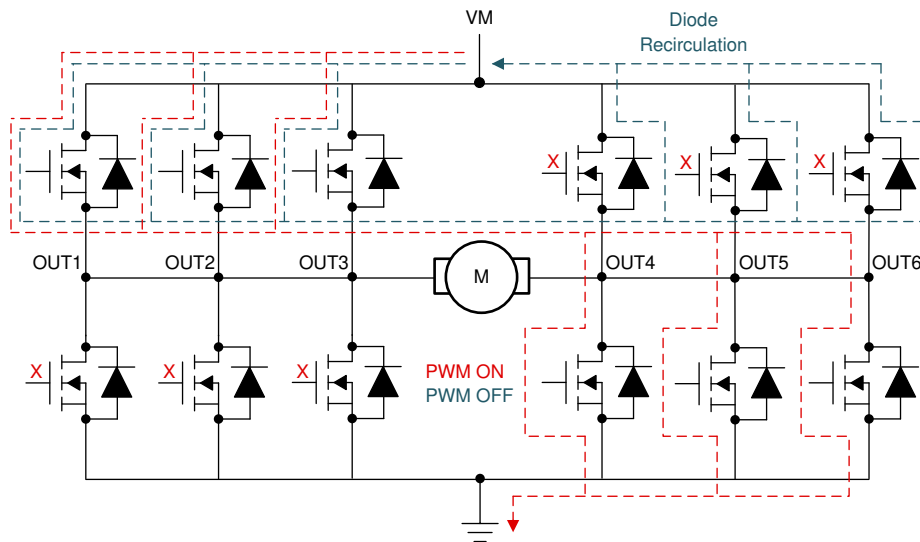 VM
Diode
Recirculation
X
X
X
OUT1
OUT2
OUT3
M
OUT4
OUT5
OUT6
X
X
X
PWM ON
PWM OFF